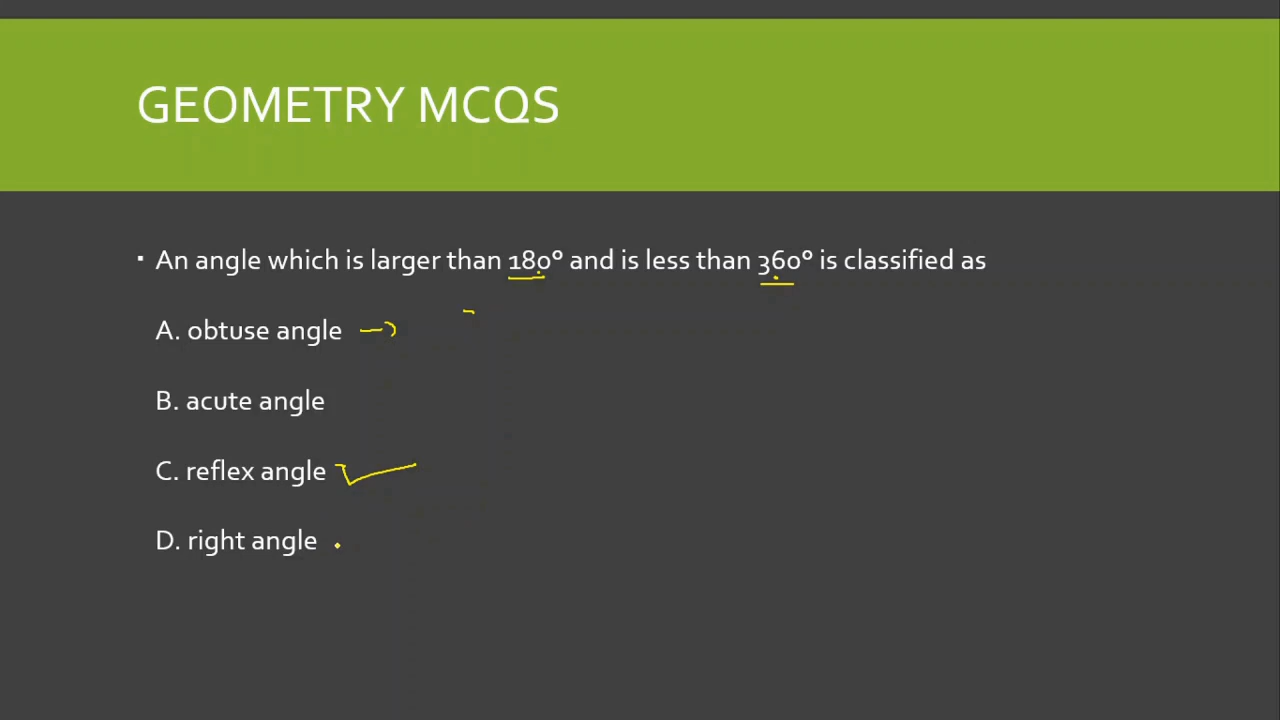 GEOMETRY MCQS
▪ An angle which is larger than 180° and is less than 360° is classified as
A. obtuse angle
B. acute angle
C. reflex angle
D. right angle